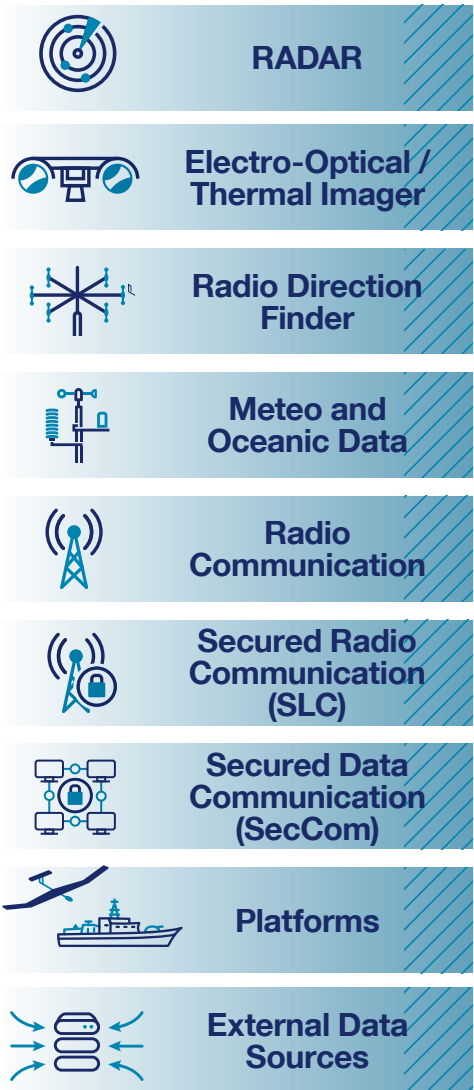 RADAR
Electro-Optical /
Thermal Imager
Radio Direction
Finder
Meteo and
Oceanic Data
Radio
Communication
Secured Radio
Communication
(SLC)
Secured Data
Communication
(SecCom)
Platforms
External Data
Sources